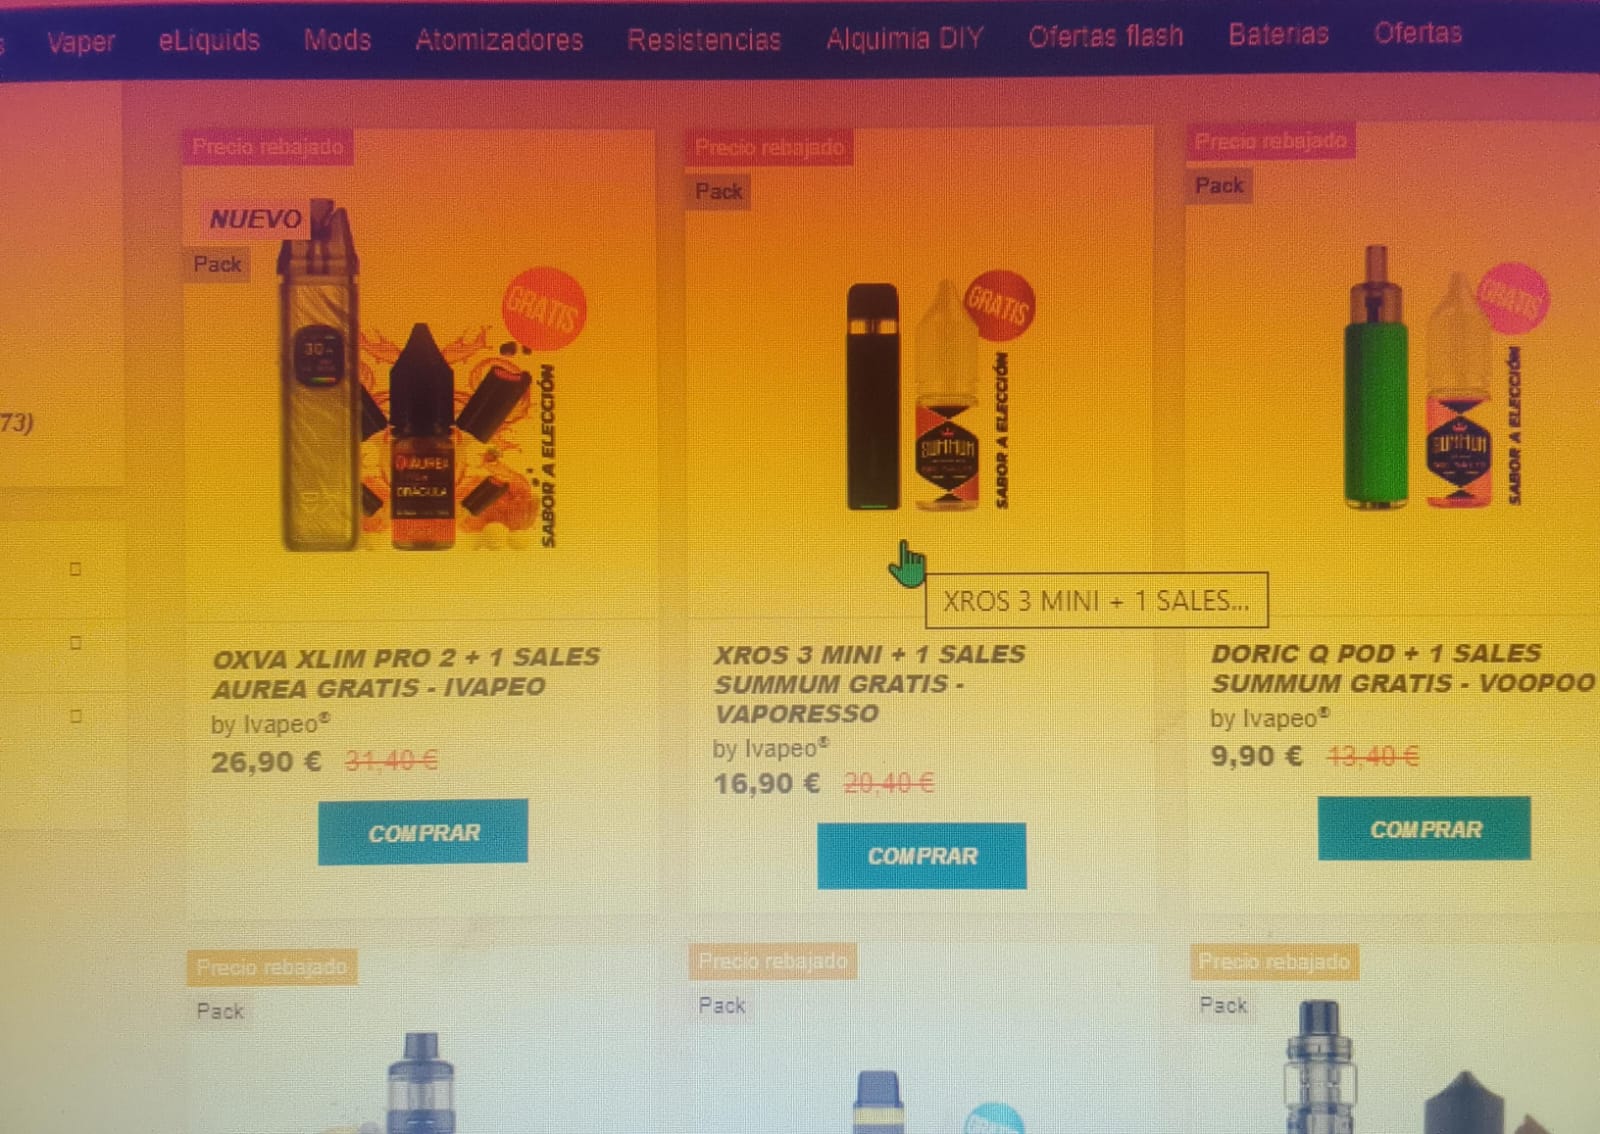 Vaper eLiquids Mods Atomizadores Resistencias Alquimia DIY Ofertas flash Baterias Ofertas
73)
Precio rebajado
NUEVO
Pack
30
GRATIS
AUREA
DRACULA
SABOR A ELECCIÓN
OXVA XLIM PRO 2 + 1 SALES
AUREA GRATIS - IVAPEO
by Ivapeo®
26,90 € 31,40 €
COMPRAR
Precio rebajado
Pack
GRATIS
SUMMUM
SABOR A ELECCIÓN
XROS 3 MINI + 1 SALES...
XROS 3 MINI + 1 SALES
SUMMUM GRATIS -
VAPORESSO
by Ivapeo®
16,90 € 20,40 €
COMPRAR
Precio rebajado
Pack
GRATIS
SUMMUM
SABOR A ELECCIÓN
DORIC Q POD + 1 SALES
SUMMUM GRATIS - VOOPOO
by Ivapeo®
9,90 € 13,40 €
COMPRAR
Precio rebajado
Pack
Precio rebajado
Pack
GRATIS
Precio rebajado
Pack